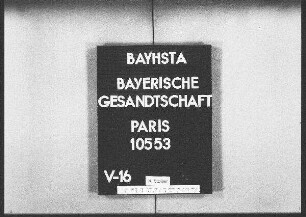 BAYHSTA
BAYERISCHE
GESANDTSCHAFT
PARIS
10553
V-16